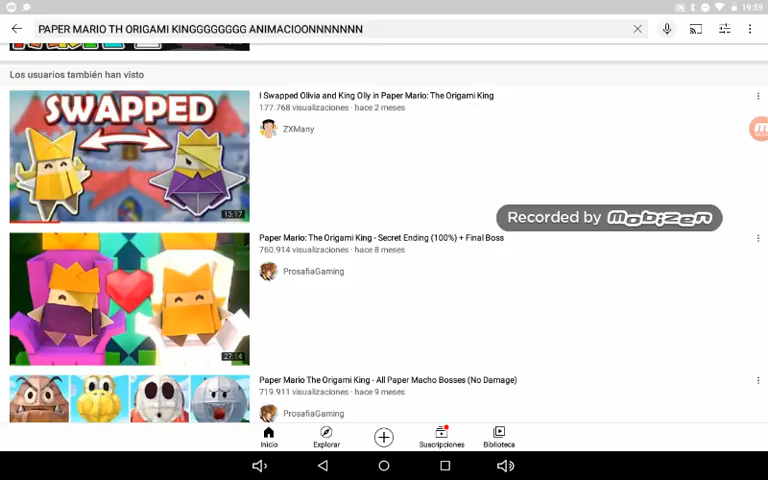 19:59
PAPER MARIO TH ORIGAMI KINGGGGGGGG ANIMACIOONNNNNNN
Los usuarios también han visto
SWAPPED
13:17
I Swapped Olivia and King Olly in Paper Mario: The Origami King
177.768 visualizaciones · hace 2 meses
ZXMany
Recorded by mobizen
27:14
Paper Mario: The Origami King - Secret Ending (100%) + Final Boss
760.914 visualizaciones · hace 8 meses
ProsafiaGaming
Paper Mario The Origami King - All Paper Macho Bosses (No Damage)
719.911 visualizaciones · hace 9 meses
ProsafiaGaming
Inicio
Explorar
Suscripciones
Biblioteca